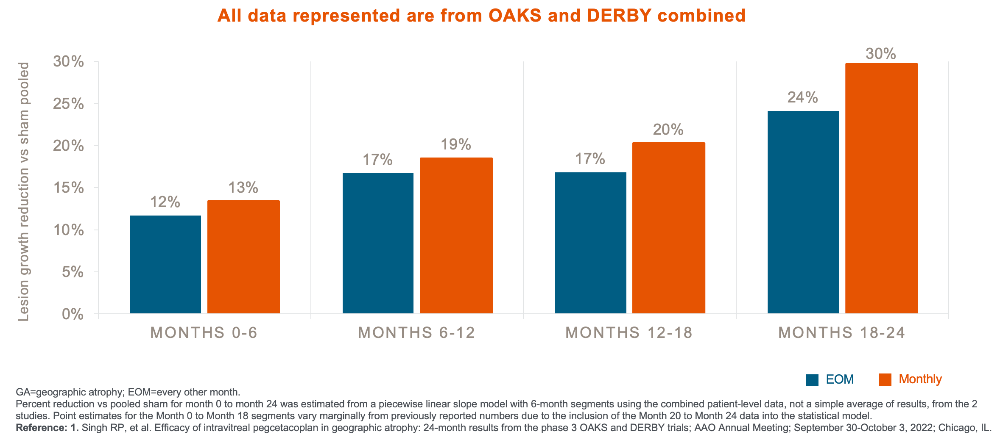 All data represented are from OAKS and DERBY combined
Lesion growth reduction vs sham pooled
30%
25%
20%
15%
10%
5%
0%
12%
13%
17%
19%
17%
20%
24%
30%
MONTHS 0-6
MONTHS 6-12
MONTHS 12-18
MONTHS 18-24
EOM
Monthly
GA=geographic atrophy; EOM=every other month.
Percent reduction vs pooled sham for month 0 to month 24 was estimated from a piecewise linear slope model with 6-month segments using the combined patient-level data, not a simple average of results, from the 2
studies. Point estimates for the Month 0 to Month 18 segments vary marginally from previously reported numbers due to the inclusion of the Month 20 to Month 24 data into the statistical model.
Reference: 1. Singh RP, et al. Efficacy of intravitreal pegcetacoplan in geographic atrophy: 24-month results from the phase 3 OAKS and DERBY trials; AAO Annual Meeting; September 30-October 3, 2022; Chicago, IL.